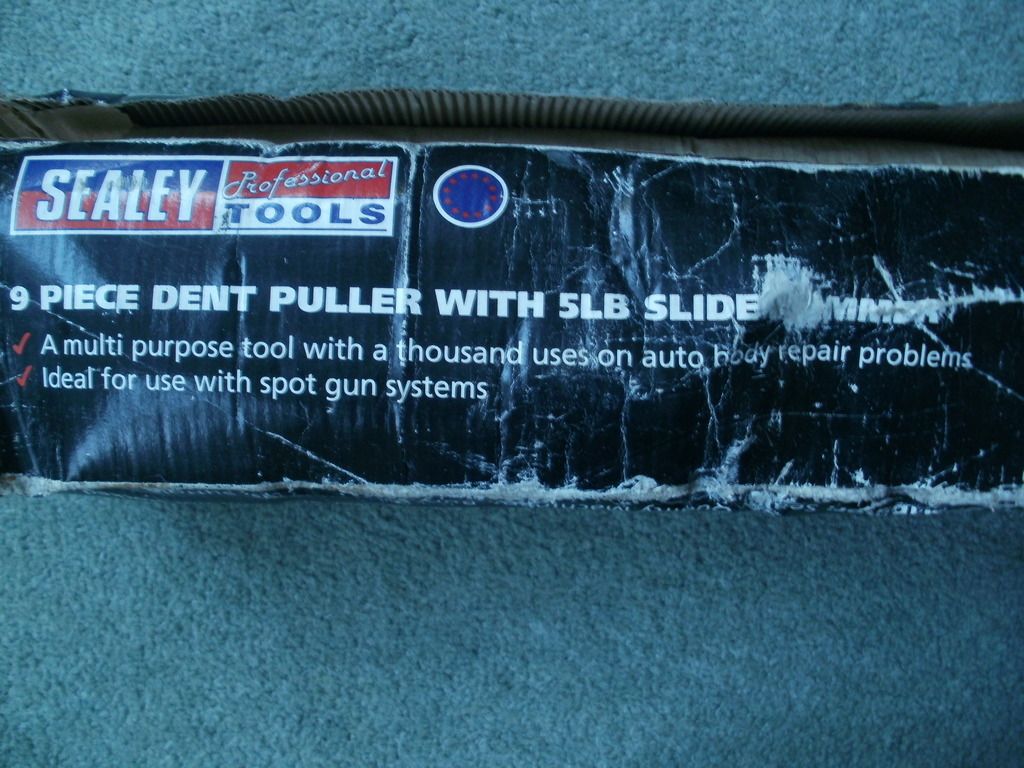 SEALEY Professional
TOOLS
9 PIECE DENT PULLER WITH 5LB SLIDE
A multi purpose tool with a thousand uses on auto body repair problems
Ideal for use with spot gun systems